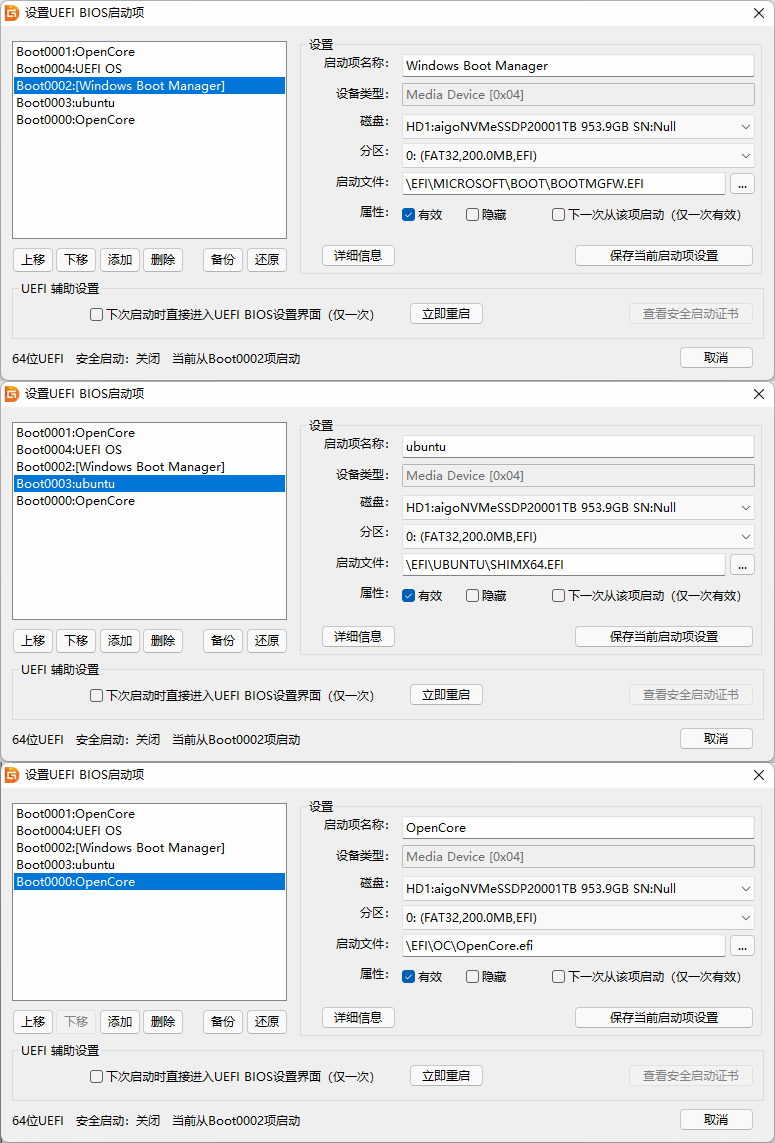 设置UEFI BIOS启动项
Boot0001:OpenCore
Boot0004:UEFI OS
Boot0002:[Windows Boot Manager]
Boot0003:ubuntu
Boot0000:OpenCore
上移 下移 添加 删除 备份 还原
设置
启动项名称: Windows Boot Manager
设备类型: Media Device [0x04]
磁盘: HD1:aigoNVMeSSDP20001TB 953.9GB SN:Null
分区: 0: (FAT32,200.0MB,EFI)
启动文件: \EFI\MICROSOFT\BOOT\BOOTMGFW.EFI ...
属性: 有效 隐藏 下一次从该项启动（仅一次有效）
详细信息 保存当前启动项设置
UEFI 辅助设置
下次启动时直接进入UEFI BIOS设置界面（仅一次） 立即重启 查看安全启动证书
64位UEFI 安全启动: 关闭 当前从Boot0002项启动 取消
设置UEFI BIOS启动项
Boot0001:OpenCore
Boot0004:UEFI OS
Boot0002:[Windows Boot Manager]
Boot0003:ubuntu
Boot0000:OpenCore
上移 下移 添加 删除 备份 还原
设置
启动项名称: ubuntu
设备类型: Media Device [0x04]
磁盘: HD1:aigoNVMeSSDP20001TB 953.9GB SN:Null
分区: 0: (FAT32,200.0MB,EFI)
启动文件: \EFI\UBUNTU\SHIMX64.EFI ...
属性: 有效 隐藏 下一次从该项启动（仅一次有效）
详细信息 保存当前启动项设置
UEFI 辅助设置
下次启动时直接进入UEFI BIOS设置界面（仅一次） 立即重启 查看安全启动证书
64位UEFI 安全启动: 关闭 当前从Boot0002项启动 取消
设置UEFI BIOS启动项
Boot0001:OpenCore
Boot0004:UEFI OS
Boot0002:[Windows Boot Manager]
Boot0003:ubuntu
Boot0000:OpenCore
上移 下移 添加 删除 备份 还原
设置
启动项名称: OpenCore
设备类型: Media Device [0x04]
磁盘: HD1:aigoNVMeSSDP20001TB 953.9GB SN:Null
分区: 0: (FAT32,200.0MB,EFI)
启动文件: \EFI\OC\OpenCore.efi ...
属性: 有效 隐藏 下一次从该项启动（仅一次有效）
详细信息 保存当前启动项设置
UEFI 辅助设置
下次启动时直接进入UEFI BIOS设置界面（仅一次） 立即重启 查看安全启动证书
64位UEFI 安全启动: 关闭 当前从Boot0002项启动 取消